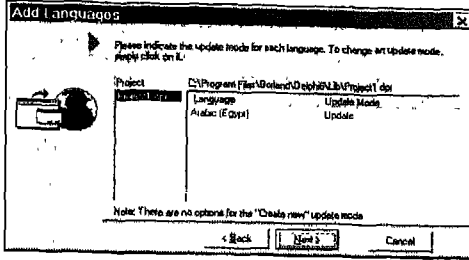 Add Languages
Please indicate the update mode for each language. To change an update mode,
simply click on it.
Project
C:\Program Files\Borland\Delphi6\Lib\Project1.dpr
Language Update Mode
Arabic (Egypt) Update
Note: There are no options for the "Create new" update mode
< Back
Next >
Cancel